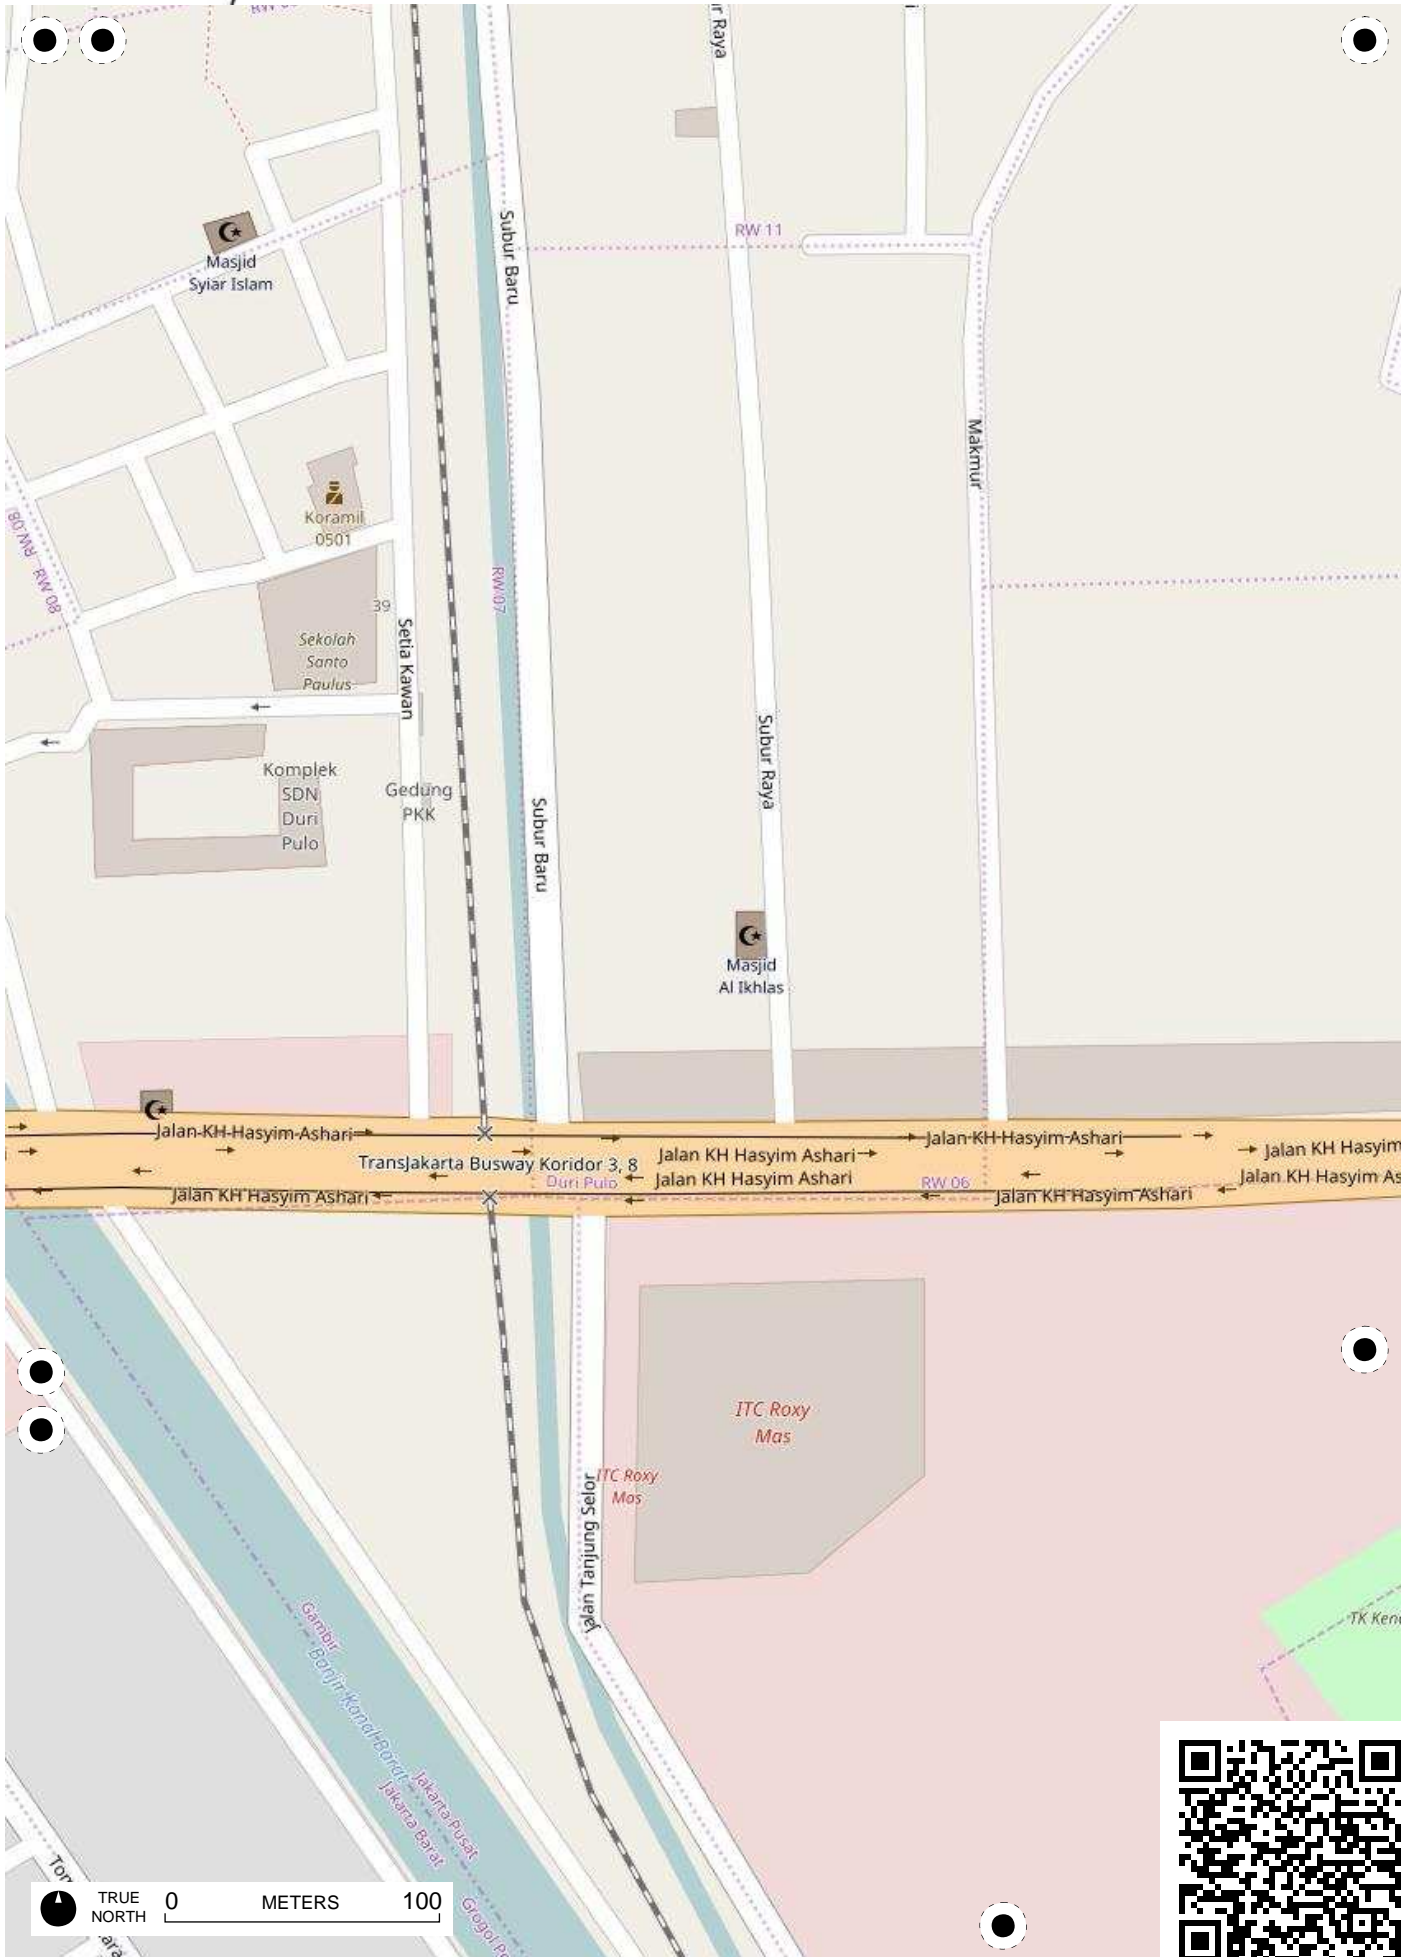 Subur Baru
RW 11
Masjid
Syiar Islam
Makmur
Koramil
0501
RW 08
RW 08
RW 07
39
Sekolah
Santo
Paulus
Setia Kawan
Subur Raya
Komplek
SDN
Duri
Pulo
Gedung
PKK
Subur Baru
Masjid
Al Ikhlas
Jalan KH Hasyim Ashari
Jalan KH Hasyim Ashari
Jalan KH Hasyim Ashari
Jalan KH Hasyim
TransJakarta Busway Koridor 3, 8
Jalan KH Hasyim Ashari
Jalan KH Hasyim As
Duri Pulo
RW 06
Jalan KH Hasyim Ashari
Jalan KH Hasyim Ashari
ITC Roxy
Mas
ITC Roxy
Mas
Jalan Tanjung Selor
TK Ken
Gambir
Banjir Kanal Barat
Jakarta Pusat
Jakarta Barat
TRUE
NORTH
0 METERS 100